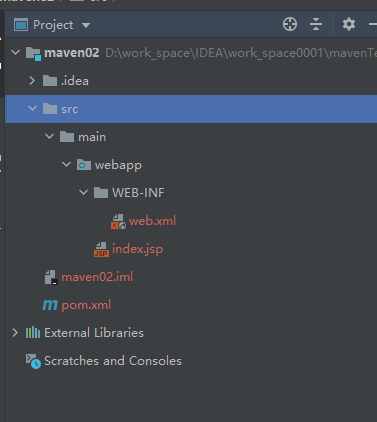 Project
maven02 D:\work_space\IDEA\work_space0001\mavenTe
.idea
src
main
webapp
WEB-INF
web.xml
JSP index.jsp
maven02.iml
m pom.xml
External Libraries
Scratches and Consoles